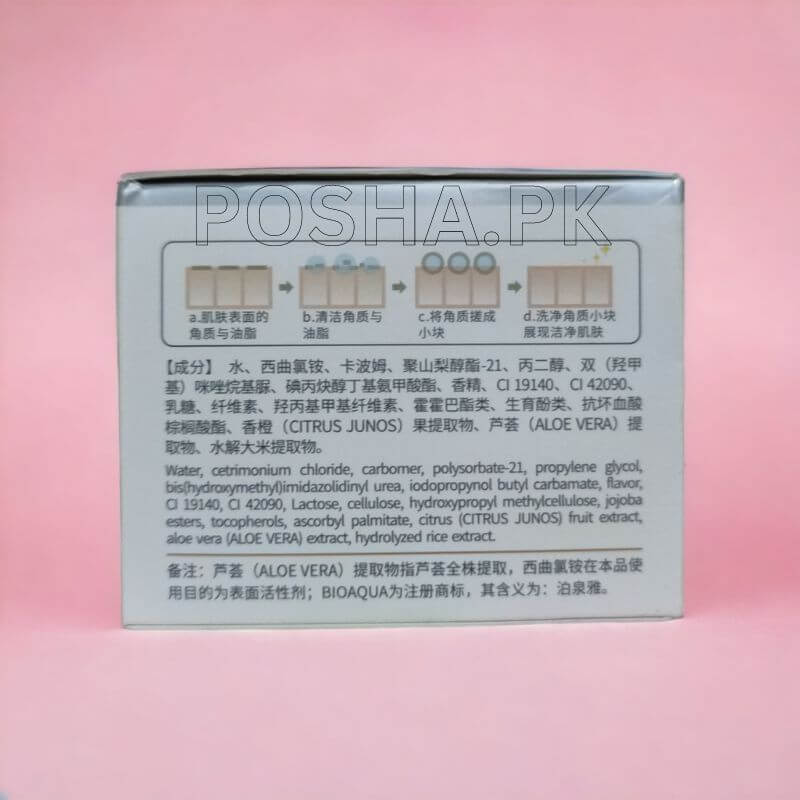 POSHA.PK
a.肌肤表面的
角质与油脂
b.清洁角质与
油脂
c.将角质搓成
小块
d.洗净角质小块
展现洁净肌肤
【成分】 水、西曲氯铵、卡波姆、聚山梨醇酯-21、丙二醇、双（羟甲
基）咪唑烷基脲、碘丙炔醇丁基氨甲酸酯、香精、CI 19140、CI 42090、
乳糖、纤维素、羟丙基甲基纤维素、霍霍巴酯类、生育酚类、抗坏血酸
棕榈酸酯、香橙（CITRUS JUNOS）果提取物、芦荟（ALOE VERA）提
取物、水解大米提取物。
Water, cetrimonium chloride, carbomer, polysorbate-21, propylene glycol,
bis(hydroxymethyl)imidazolidinyl urea, iodopropynol butyl carbamate, flavor,
CI 19140, CI 42090, Lactose, cellulose, hydroxypropyl methylcellulose, jojoba
esters, tocopherols, ascorbyl palmitate, citrus (CITRUS JUNOS) fruit extract,
aloe vera (ALOE VERA) extract, hydrolyzed rice extract.
备注：芦荟（ALOE VERA）提取物指芦荟全株提取，西曲氯铵在本品使
用目的为表面活性剂；BIOAQUA为注册商标，其含义为：泊泉雅。